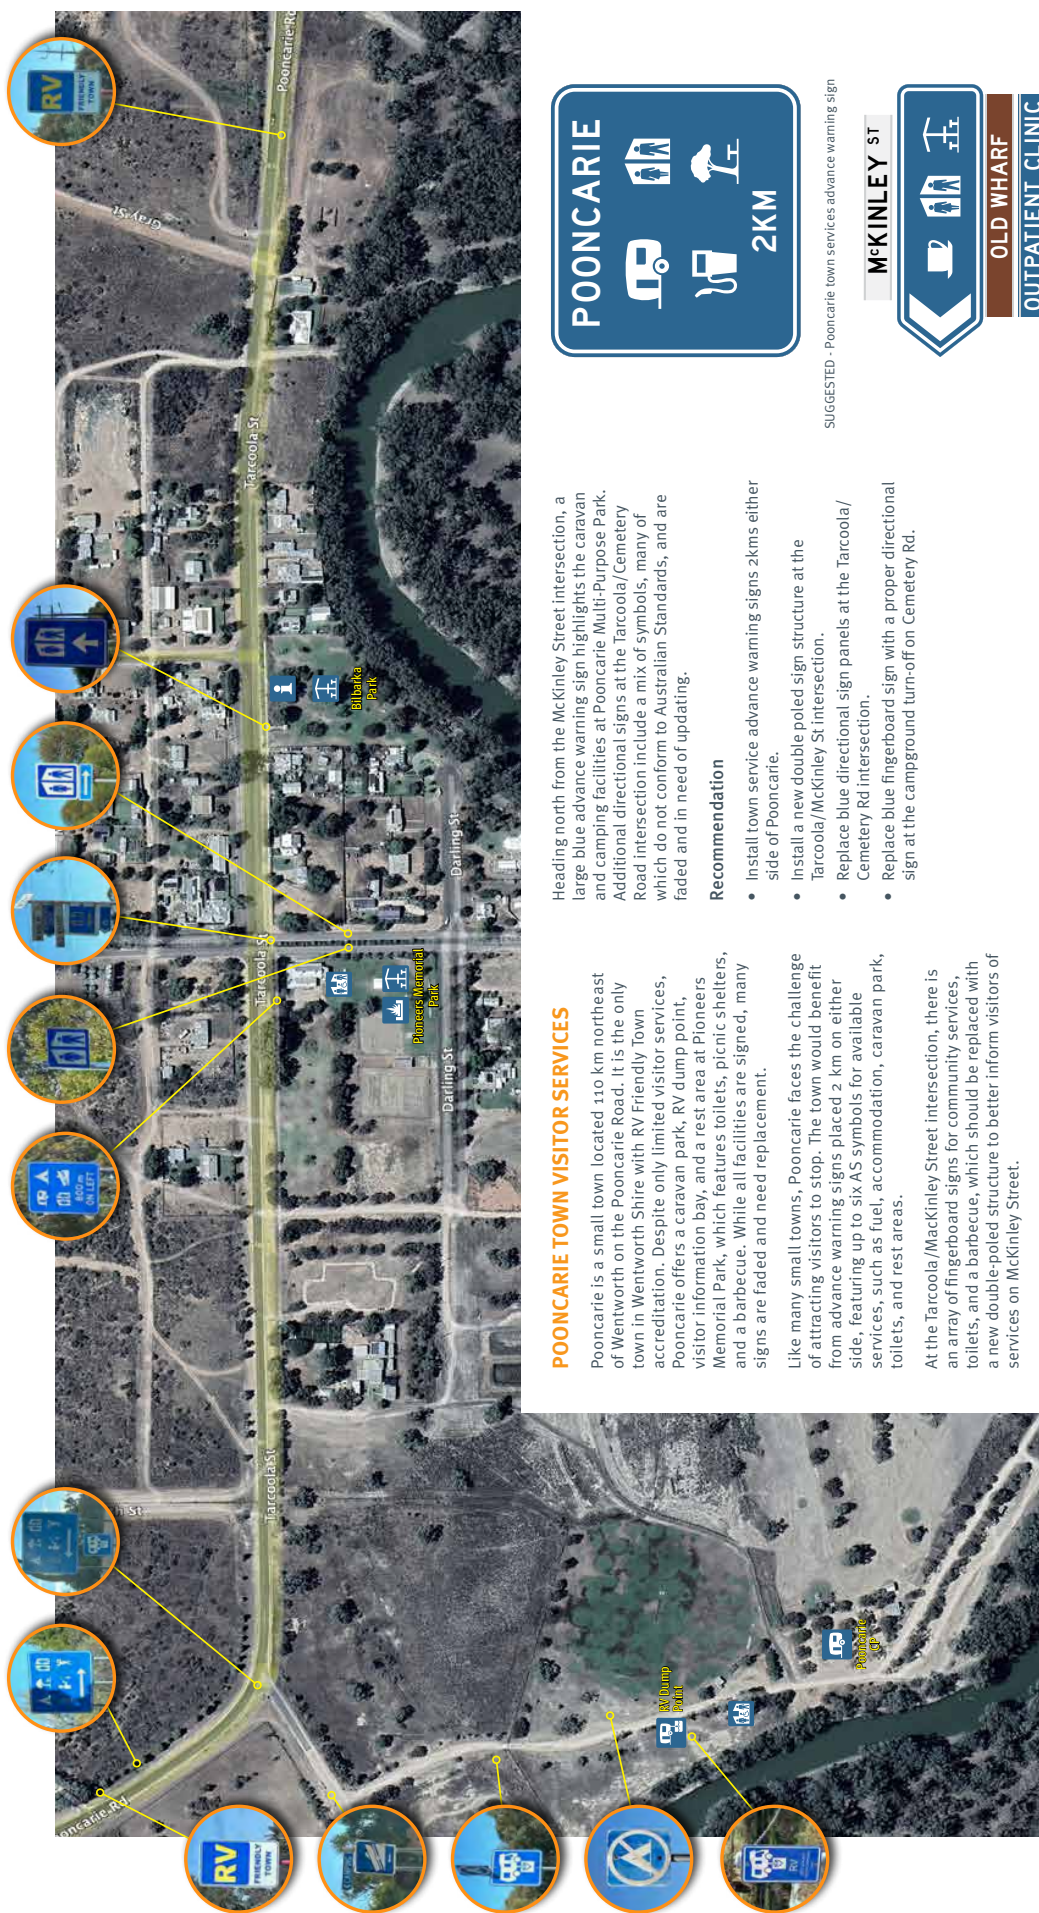 POONCARIE TOWN VISITOR SERVICES
Pooncarie is a small town located 1110 km northeast
of Wentworth on the Pooncarie Road. It is the only
town in Wentworth Shire with RV Friendly Town
accreditation. Despite only limited visitor services,
Pooncarie offers a caravan park, RV dump point,
visitor information bay, and a rest area at Pioneers
Memorial Park, which features toilets, picnic shelters,
and a barbecue. While all facilities are signed, many
signs are faded and need replacement.
Like many small towns, Pooncarie faces the challenge
of attracting visitors to stop. The town would benefit
from advance warning signs placed 2 km on either
side, featuring up to six AS symbols for available
services, such as fuel, accommodation, caravan park,
toilets, and rest areas.
At the Tarcoola/MacKinley Street intersection, there is
an array of fingerboard signs for community services,
toilets, and a barbecue, which should be replaced with
a new double-poled structure to better inform visitors of
services on McKinley Street.
Heading north from the McKinley Street intersection, a
large blue advance warning sign highlights the caravan
and camping facilities at Pooncarie Multi-Purpose Park.
Additional directional signs at the Tarcoola/Cemetery
Road intersection include a mix of symbols, many of
which do not conform to Australian Standards, and are
faded and in need of updating.
Recommendation
• Install town service advance warning signs 2kms either
side of Pooncarie.
• Install a new double poled sign structure at the
Tarcoola/McKinley St intersection.
• Replace blue directional sign panels at the Tarcoola/
Cemetery Rd intersection.
• Replace blue fingerboard sign with a proper directional
sign at the campground turn-off on Cemetery Rd.
POONCARIE
2KM
SUGGESTED - Pooncarie town services advance warning sign
McKINLEY ST
OLD WHARF
OUTPATIENT CLINIC
oncarie Rd
h St
Tarcoola St
Tarcoola St
Tarcoola St
Gray St
Pooncarie Rd
Darling St
Darling St
Pioneers Memorial
Park
Bilbarka
Park
RV Dump
Point
Pooncarie
CP
RV
FRIENDLY
TOWN
800 m
ON LEFT
RV
FRIENDLY
TOWN
RV